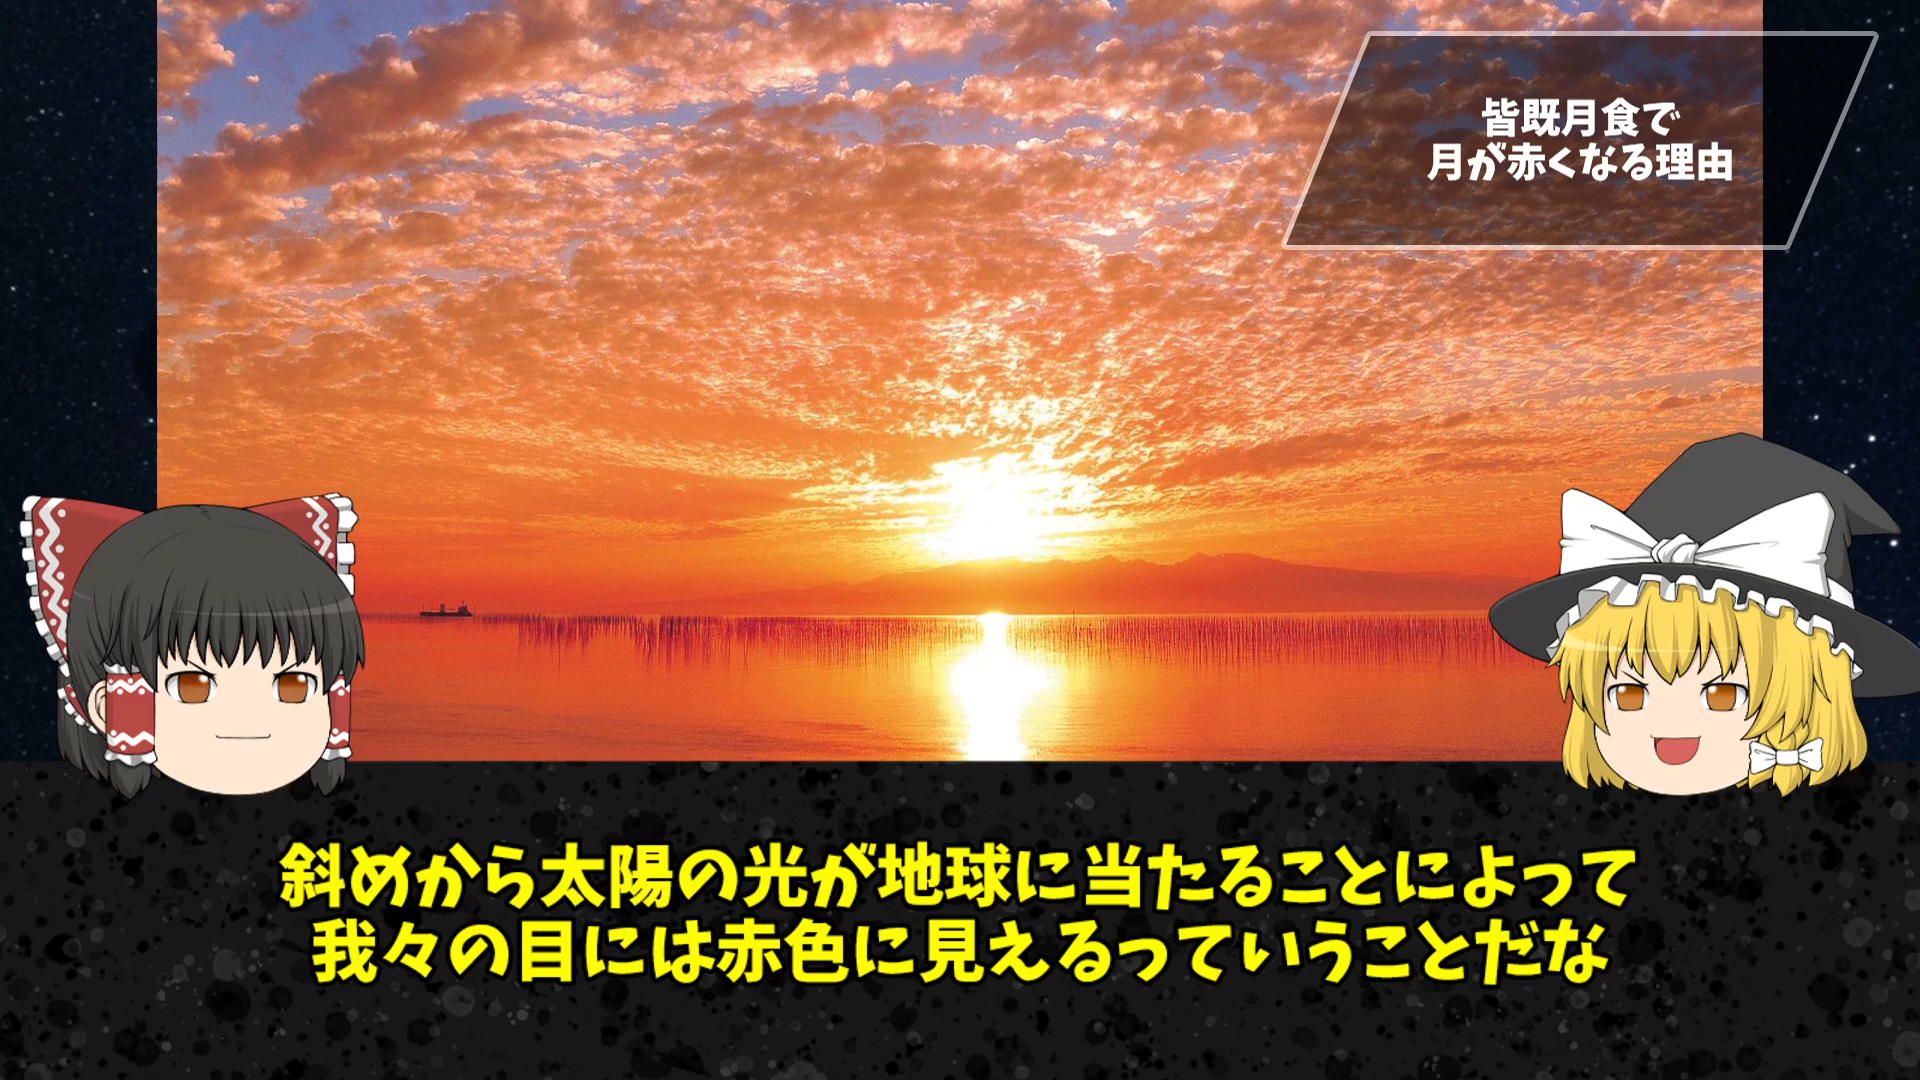 皆既月食で
月が赤くなる理由
斜めから太陽の光が地球に当たることによって
我々の目には赤色に見えるっていうことだな